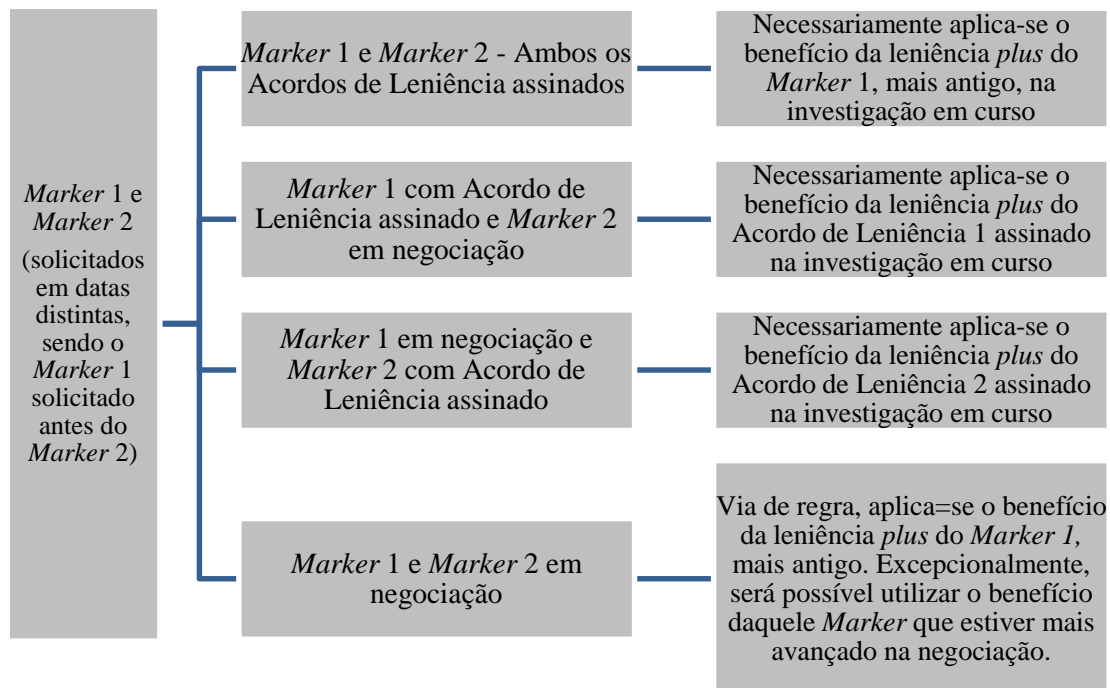 Marker 1 e
Marker 2
(solicitados
em datas
distintas,
sendo o
Marker 1
solicitado
antes do
Marker 2)
Marker 1 e Marker 2 - Ambos os
Acordos de Leniência assinados
Necessariamente aplica-se o
benefício da leniência plus do
Marker 1, mais antigo, na
investigação em curso
Marker 1 com Acordo de
Leniência assinado e Marker 2
em negociação
Necessariamente aplica-se o
benefício da leniência plus do
Acordo de Leniência 1 assinado
na investigação em curso
Marker 1 em negociação e
Marker 2 com Acordo de
Leniência assinado
Necessariamente aplica-se o
benefício da leniência plus do
Acordo de Leniência 2 assinado
na investigação em curso
Marker 1 e Marker 2 em
negociação
Via de regra, aplica=se o benefício
da leniência plus do Marker 1,
mais antigo. Excepcionalmente,
será possível utilizar o benefício
daquele Marker que estiver mais
avançado na negociação.